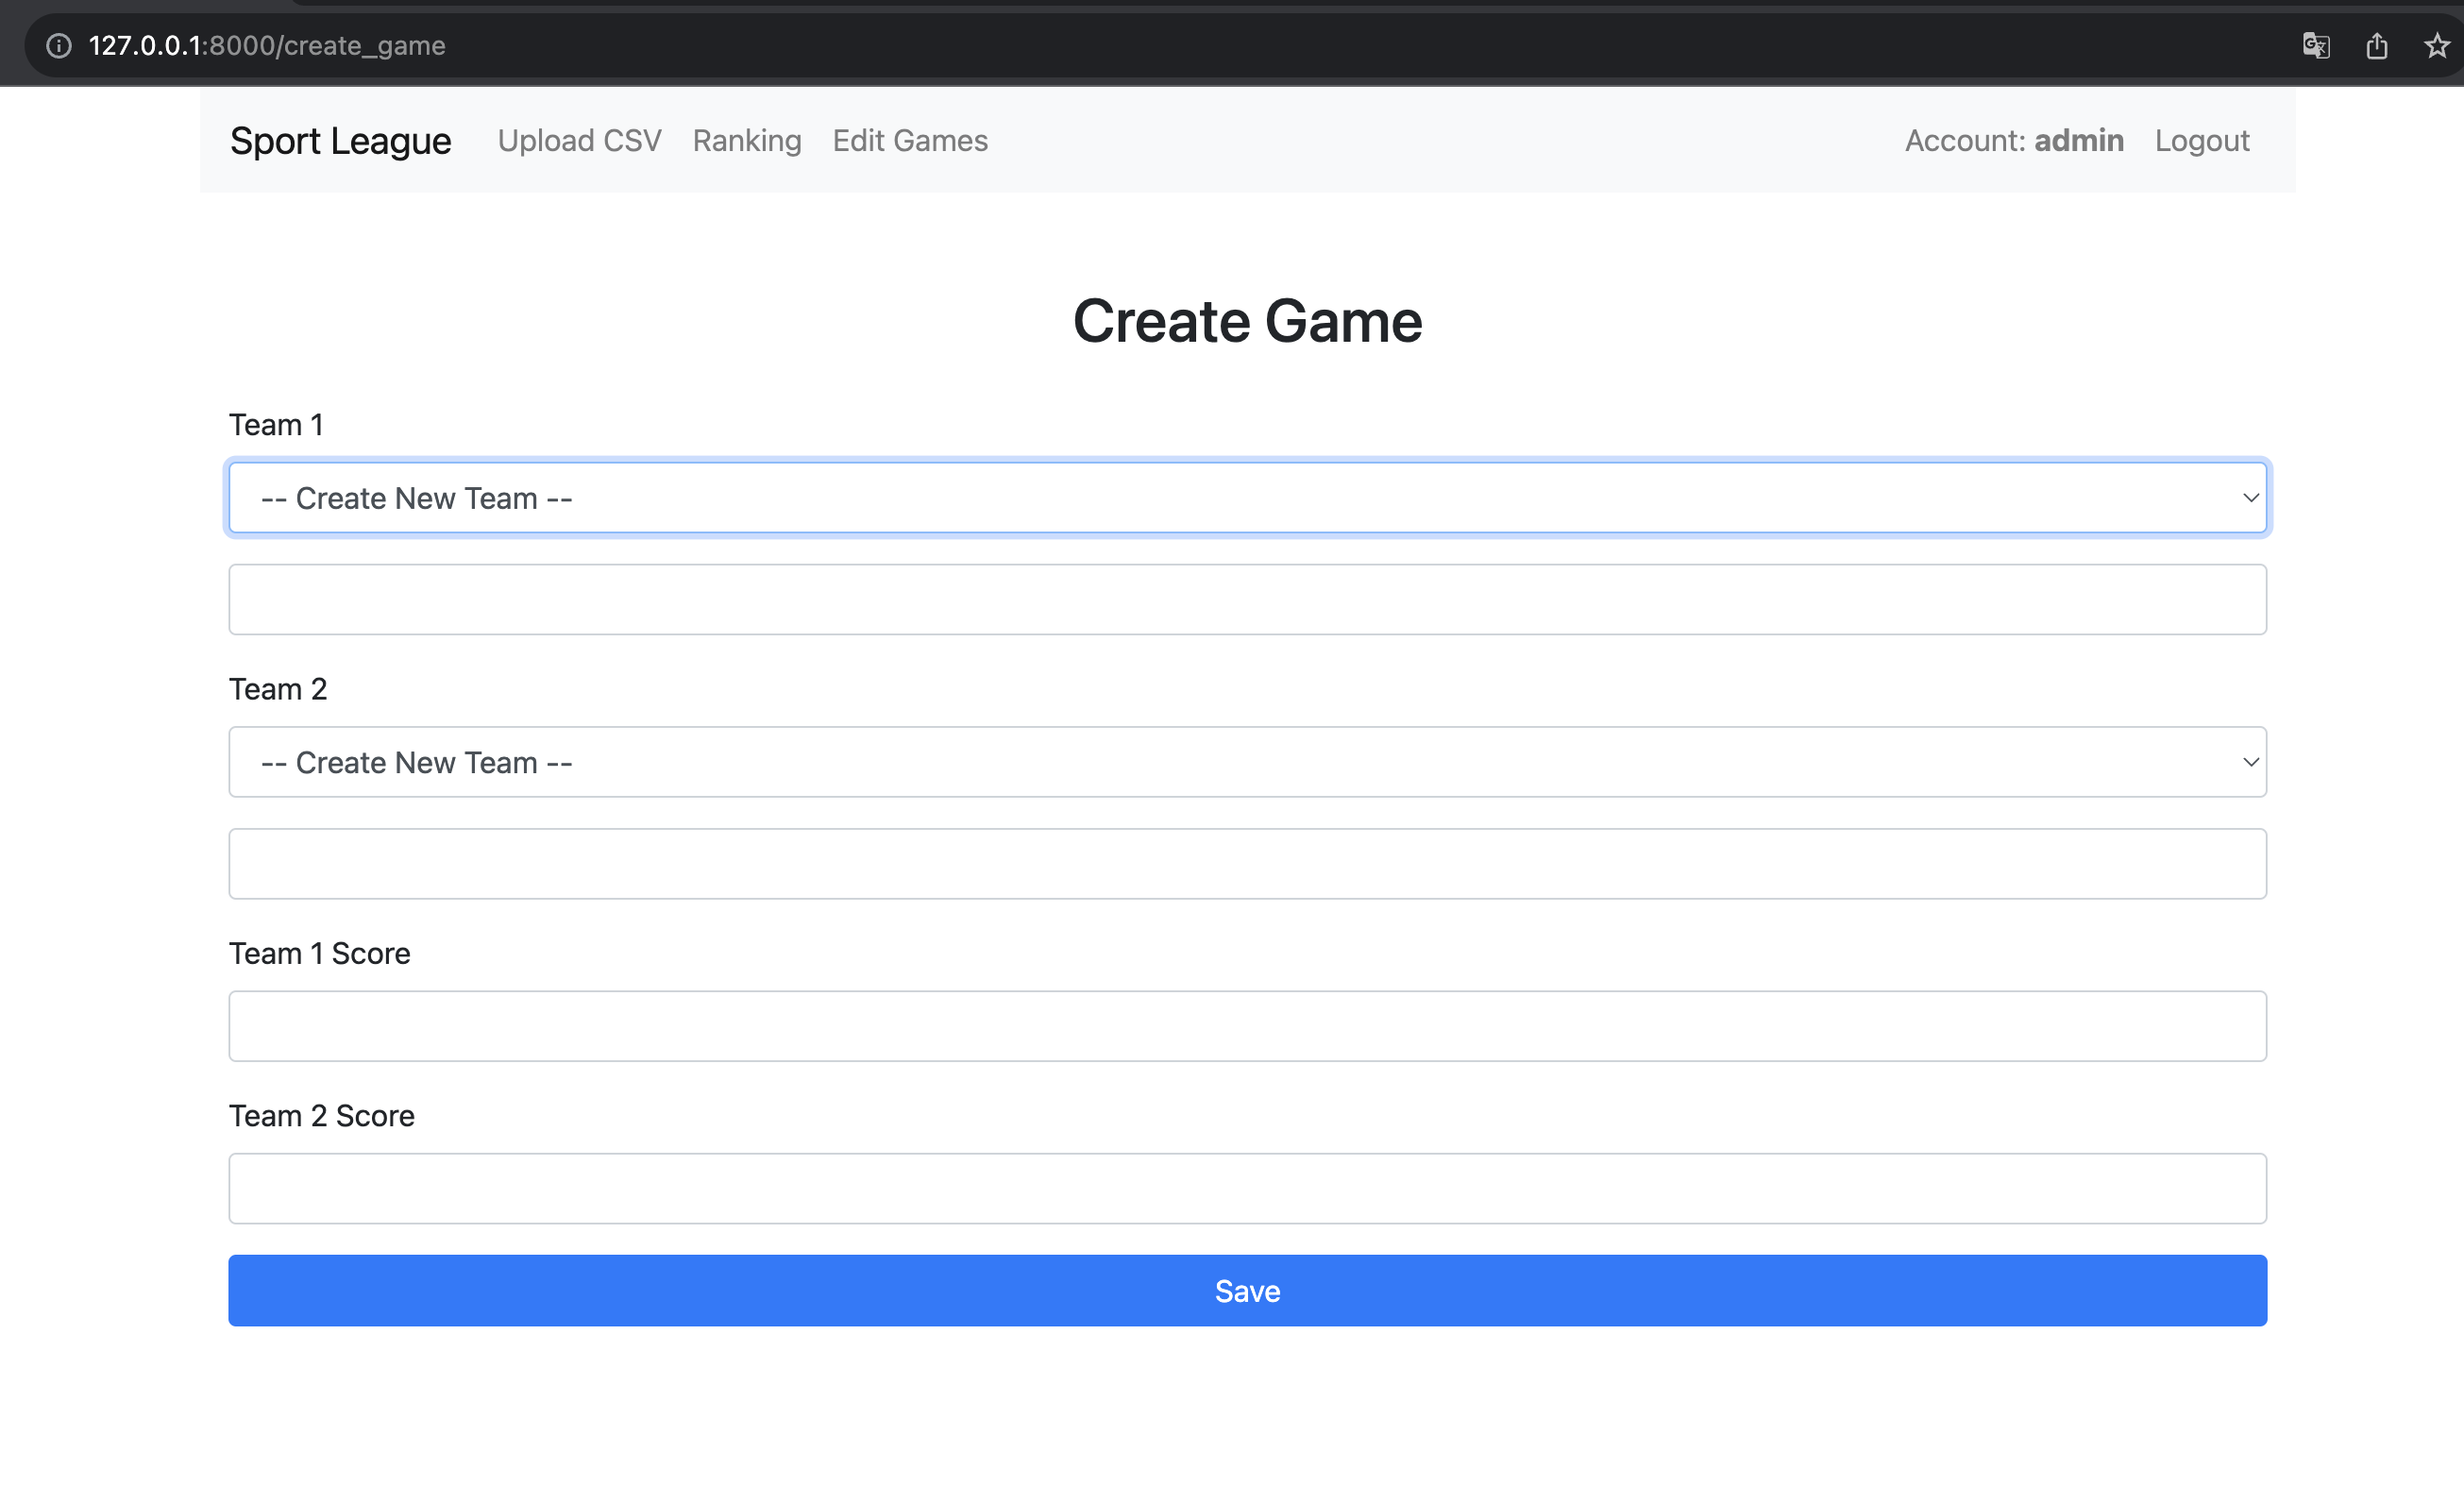 127.0.0.1:8000/create_game
Sport League Upload CSV Ranking Edit Games Account: admin Logout
Create Game
Team 1
-- Create New Team --
Team 2
-- Create New Team --
Team 1 Score
Team 2 Score
Save